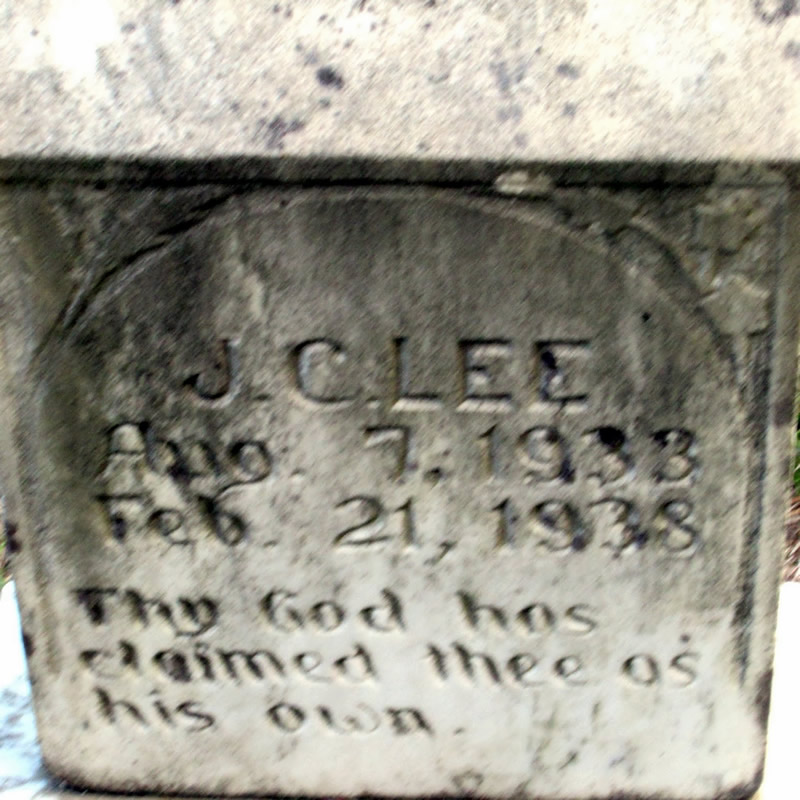 J. C. LEE
Aug. 7, 1933
Feb. 21, 1938
Thy God has
claimed thee as
his own.